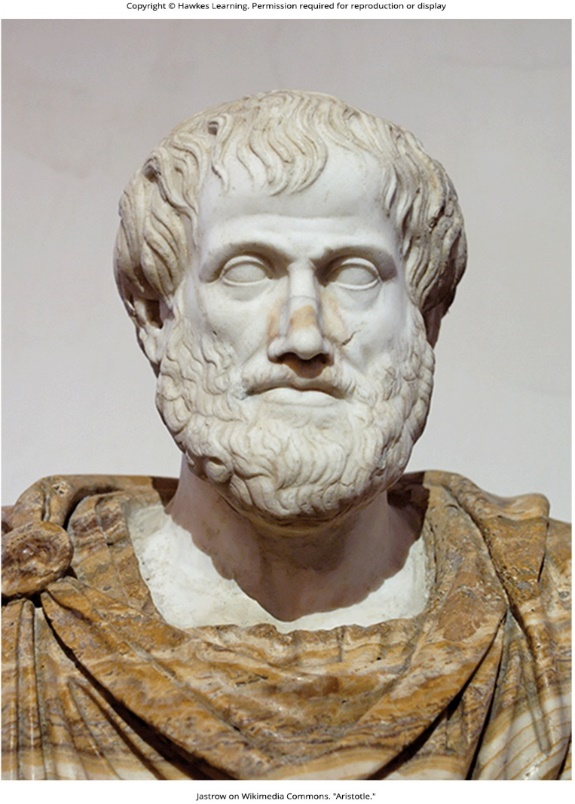 Copyright © Hawkes Learning. Permission required for reproduction or display
Jastrow on Wikimedia Commons. "Aristotle."